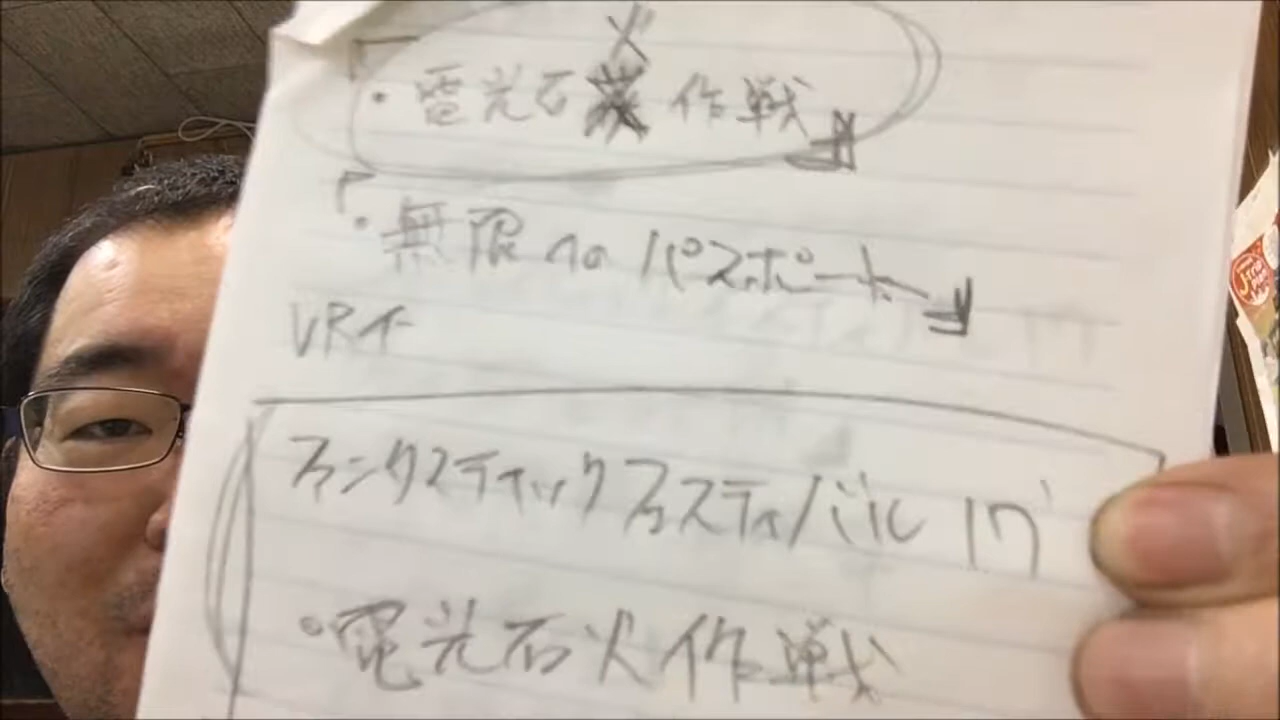 火
「・電光石作戦」
「・無限へのパスポート」
VRイ
ファンタスティックフェスティバル17'
・電光石火作戦